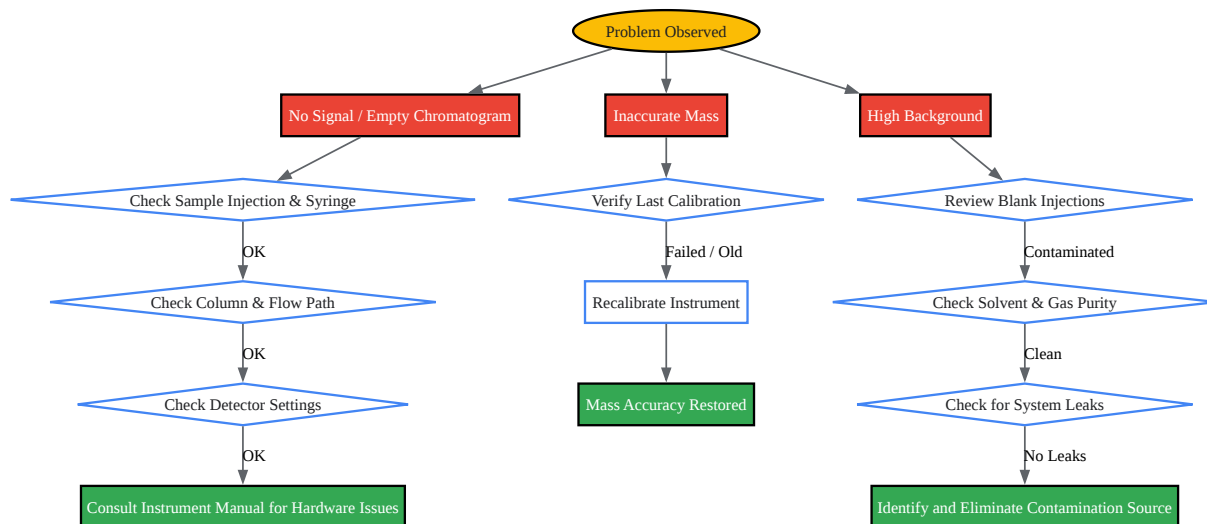 Problem Observed
No Signal / Empty Chromatogram
Inaccurate Mass
High Background
Check Sample Injection & Syringe
Verify Last Calibration
Review Blank Injections
OK
Failed / Old
Contaminated
Check Column & Flow Path
Recalibrate Instrument
Check Solvent & Gas Purity
OK
Clean
Check Detector Settings
Mass Accuracy Restored
Check for System Leaks
OK
No Leaks
Consult Instrument Manual for Hardware Issues
Identify and Eliminate Contamination Source